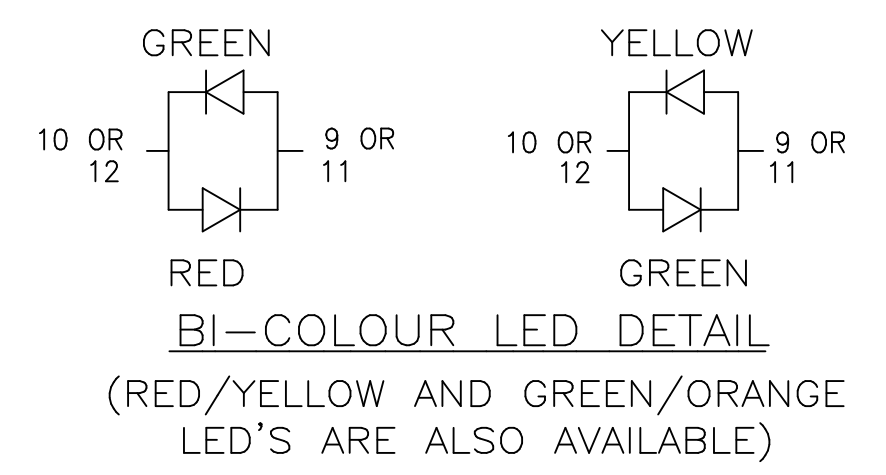 GREEN
10 OR
12
9 OR
11
RED
YELLOW
10 OR
12
9 OR
11
GREEN
BI-COLOUR LED DETAIL
(RED/YELLOW AND GREEN/ORANGE
LED'S ARE ALSO AVAILABLE)